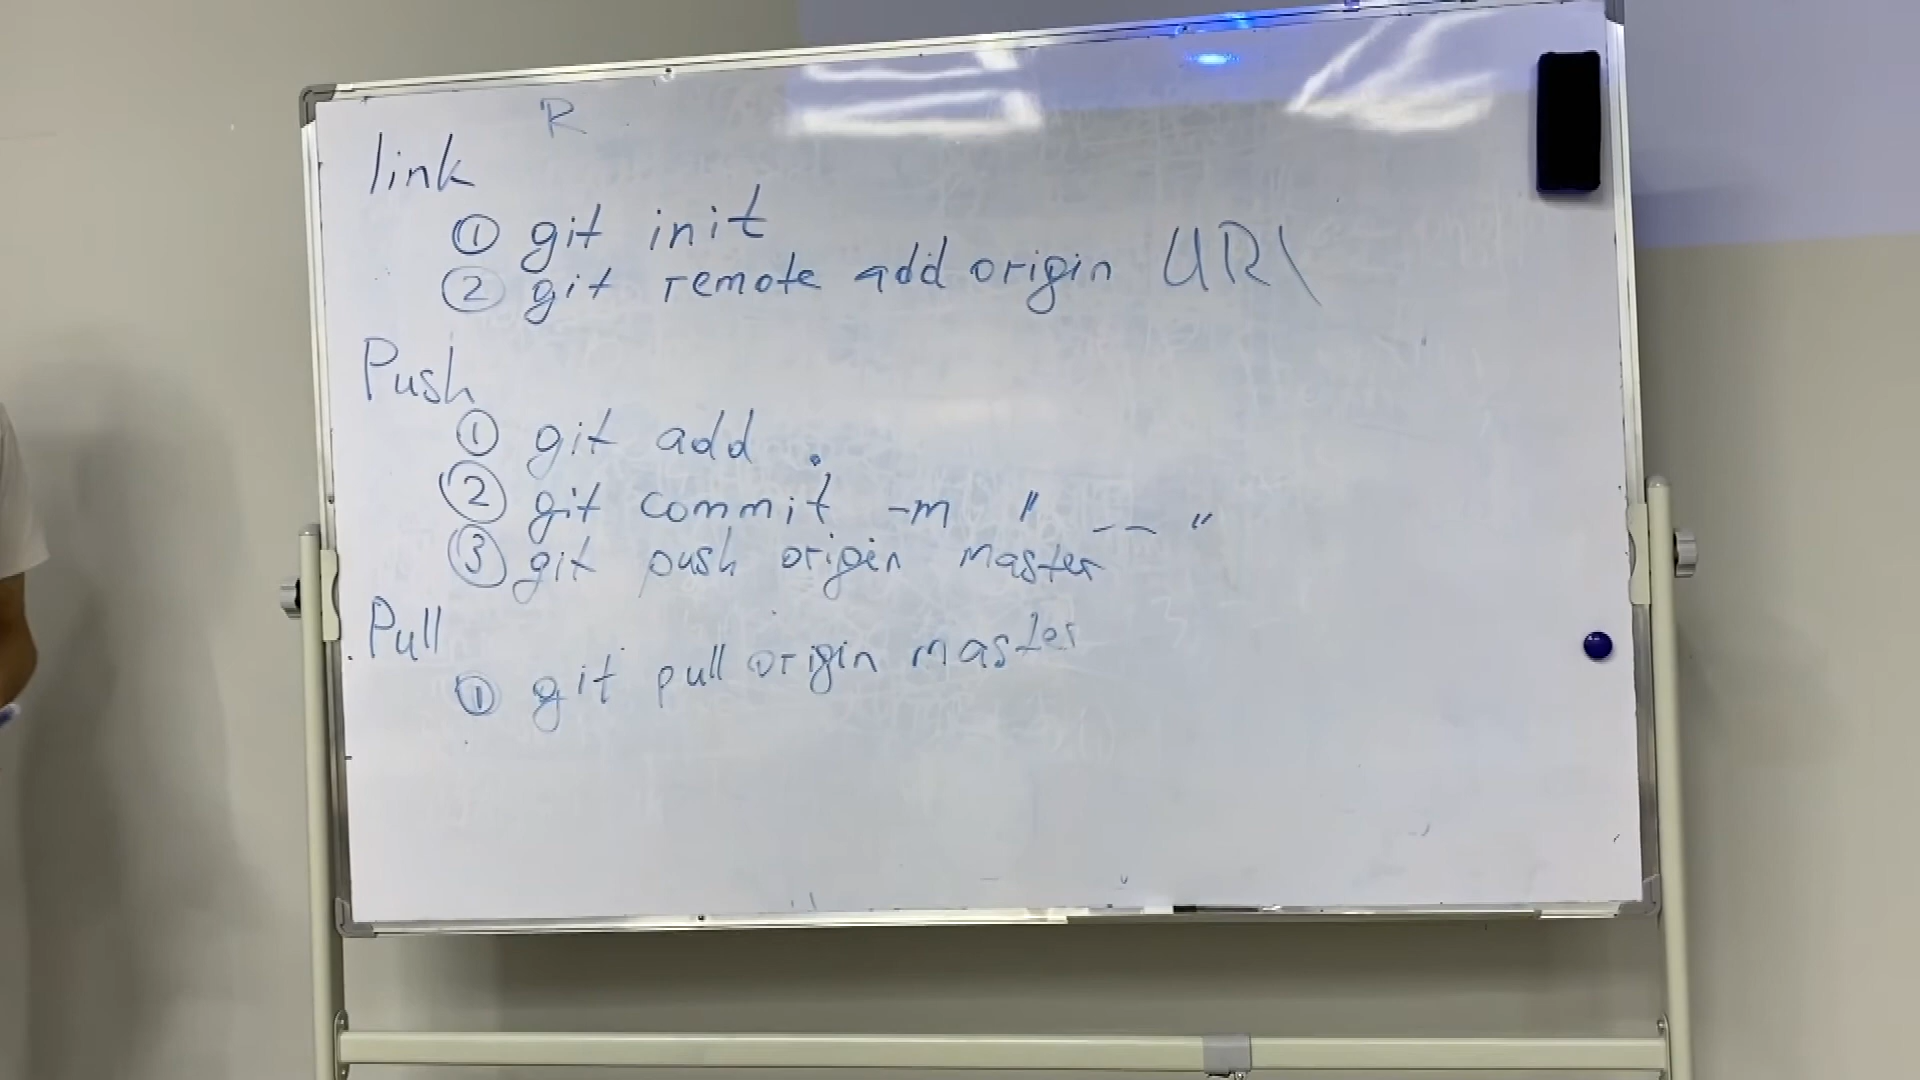 R
link
① git init
② git remote add origin URl
Push
① git add .
② git commit -m " -- "
③ git push origin master
Pull
① git pull origin master